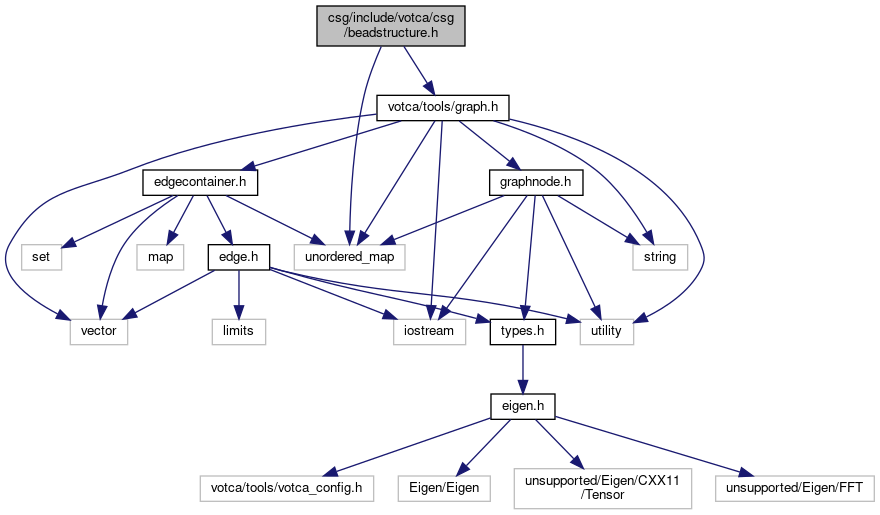 csg/include/votca/csg
/beadstructure.h
votca/tools/graph.h
edgecontainer.h
graphnode.h
set
map
edge.h
unordered_map
string
vector
limits
iostream
types.h
utility
eigen.h
votca/tools/votca_config.h
Eigen/Eigen
unsupported/Eigen/CXX11
/Tensor
unsupported/Eigen/FFT